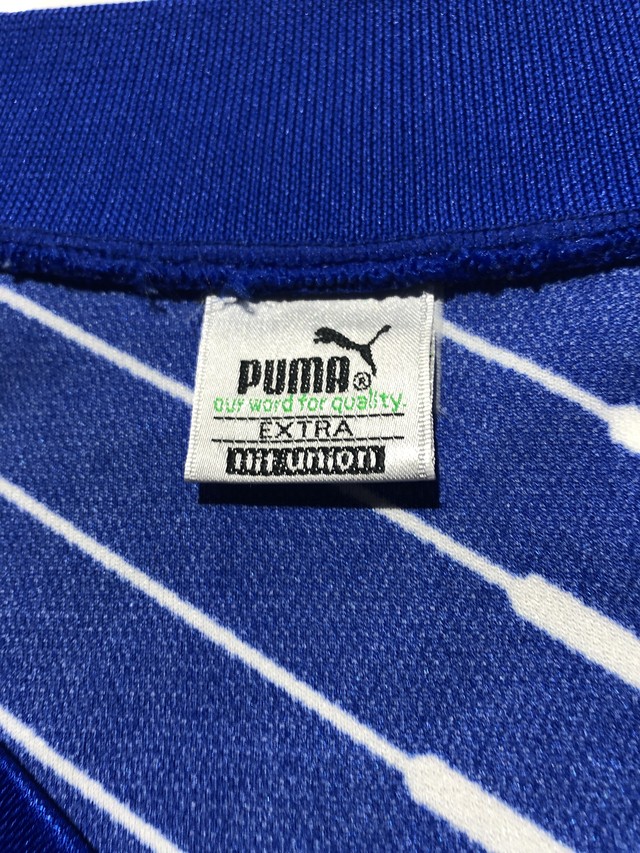 PUMA®
our word for quality.
EXTRA
hit union